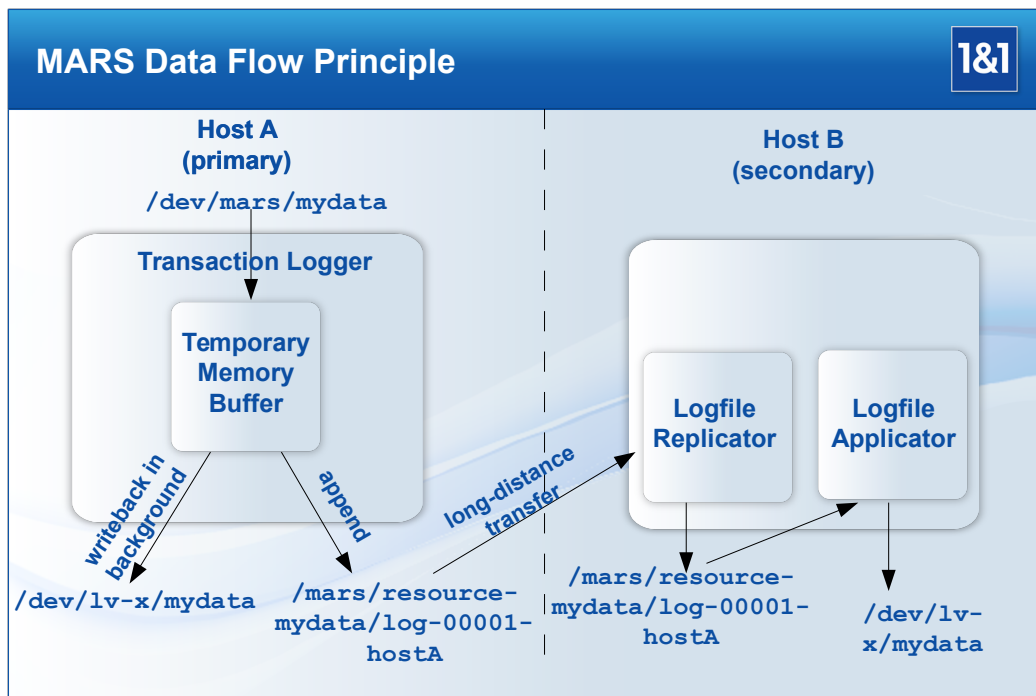 MARS Data Flow Principle
1&1
Host A
(primary)
/dev/mars/mydata
Transaction Logger
Temporary
Memory
Buffer
writeback in
background
append
/dev/lv-x/mydata
/mars/resource-
mydata/log-00001-
hostA
long-distance
transfer
Host B
(secondary)
Logfile
Replicator
Logfile
Applicator
/mars/resource-
mydata/log-00001-
hostA
/dev/lv-
x/mydata